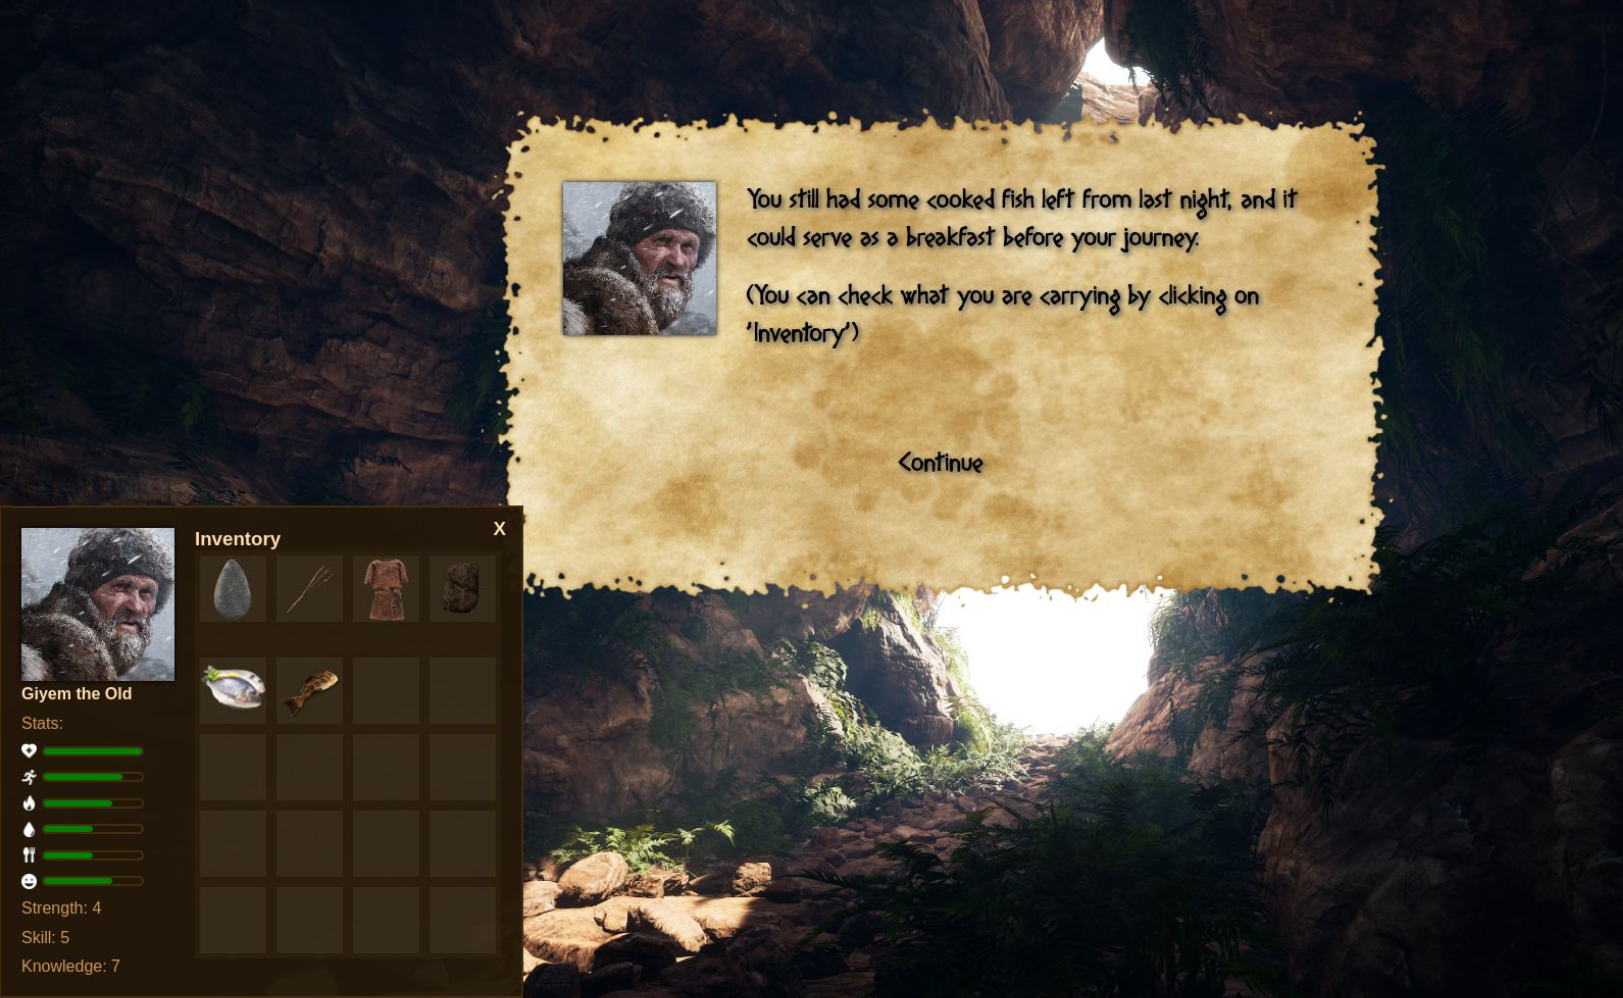 You still had some cooked fish left from last night, and it
could serve as a breakfast before your journey.
(You can check what you are carrying by clicking on
'Inventory')
Continue
Inventory
X
Giyem the Old
Stats:
Strength: 4
Skill: 5
Knowledge: 7